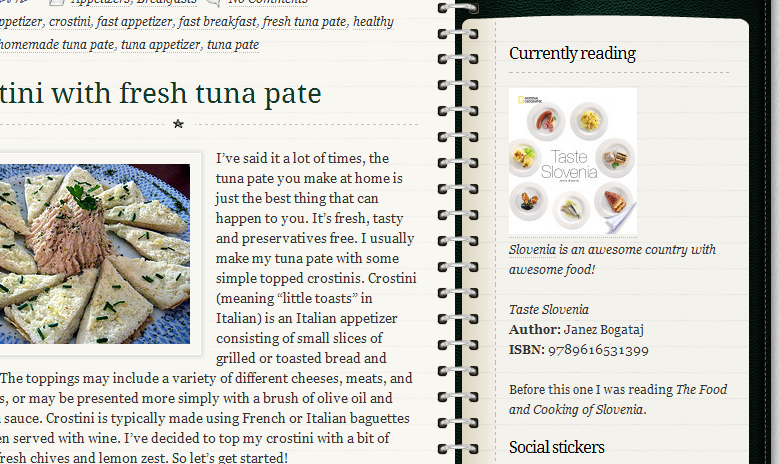 Appetizers, Breakfasts
No Comments
appetizer, crostini, fast appetizer, fast breakfast, fresh tuna pate, healthy
homemade tuna pate, tuna appetizer, tuna pate
tini with fresh tuna pate
I've said it a lot of times, the
tuna pate you make at home is
just the best thing that can
happen to you. It's fresh, tasty
and preservatives free. I usually
make my tuna pate with some
simple topped crostinis. Crostini
(meaning “little toasts” in
Italian) is an Italian appetizer
consisting of small slices of
grilled or toasted bread and
The toppings may include a variety of different cheeses, meats, and
s, or may be presented more simply with a brush of olive oil and
sauce. Crostini is typically made using French or Italian baguettes
en served with wine. I've decided to top my crostini with a bit of
fresh chives and lemon zest. So let's get started!
Currently reading
NATIONAL
GEOGRAPHIC
Taste
Slovenia
Slovenia is an awesome country with
awesome food!
Taste Slovenia
Author: Janez Bogataj
ISBN: 9789616531399
Before this one I was reading The Food
and Cooking of Slovenia.
Social stickers